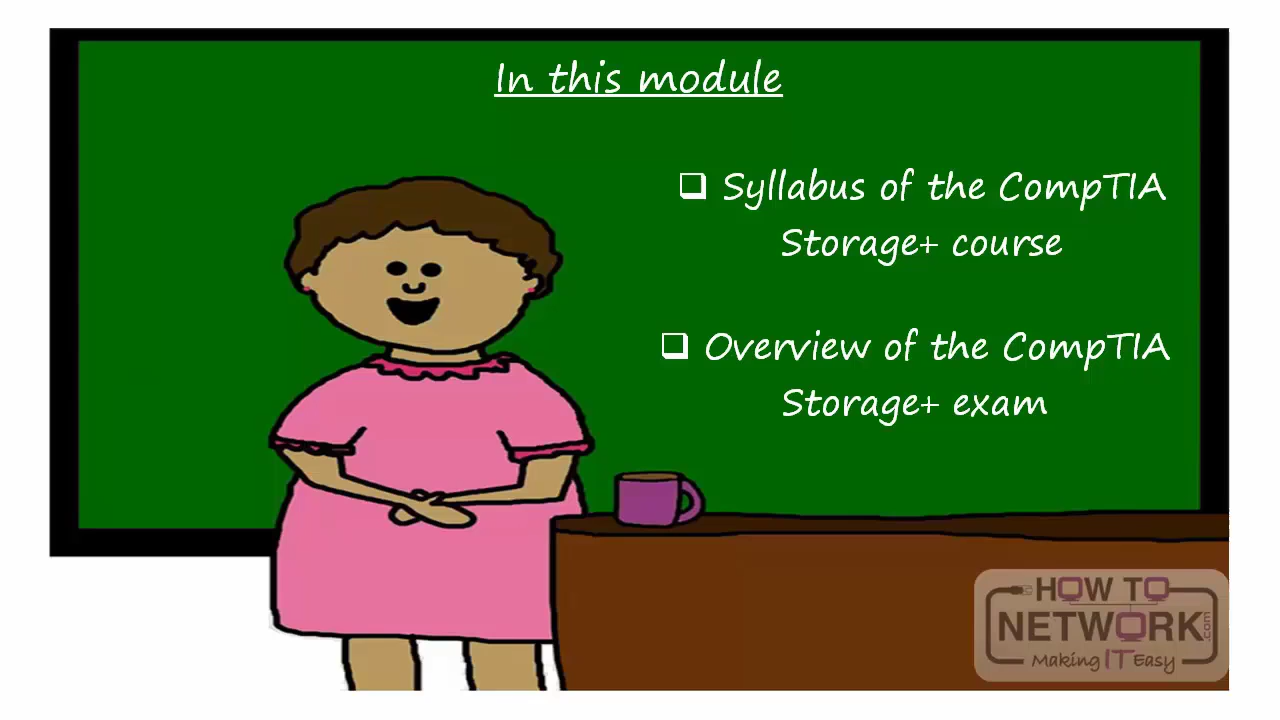 In this module
❑ Syllabus of the CompTIA
Storage+ course
❑ Overview of the CompTIA
Storage+ exam
HOW TO
NETWORK.com
Making IT Easy